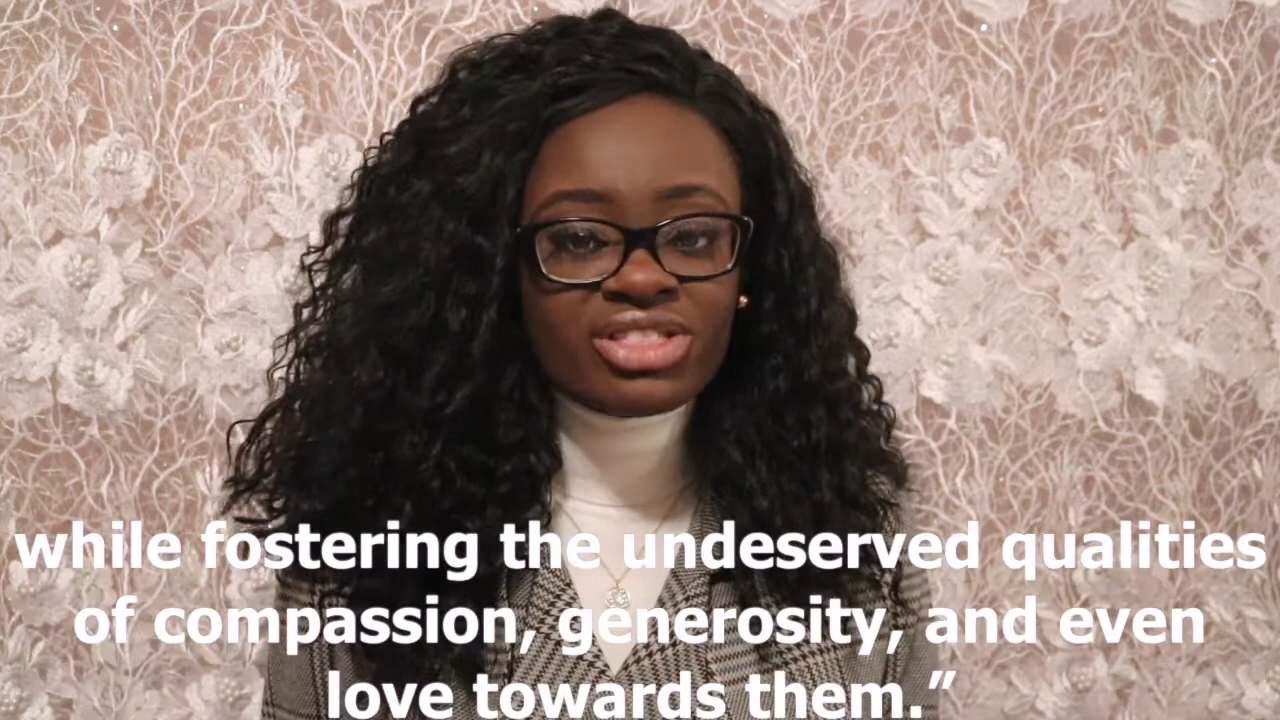 while fostering the undeserved qualities
of compassion, generosity, and even
love towards them.”